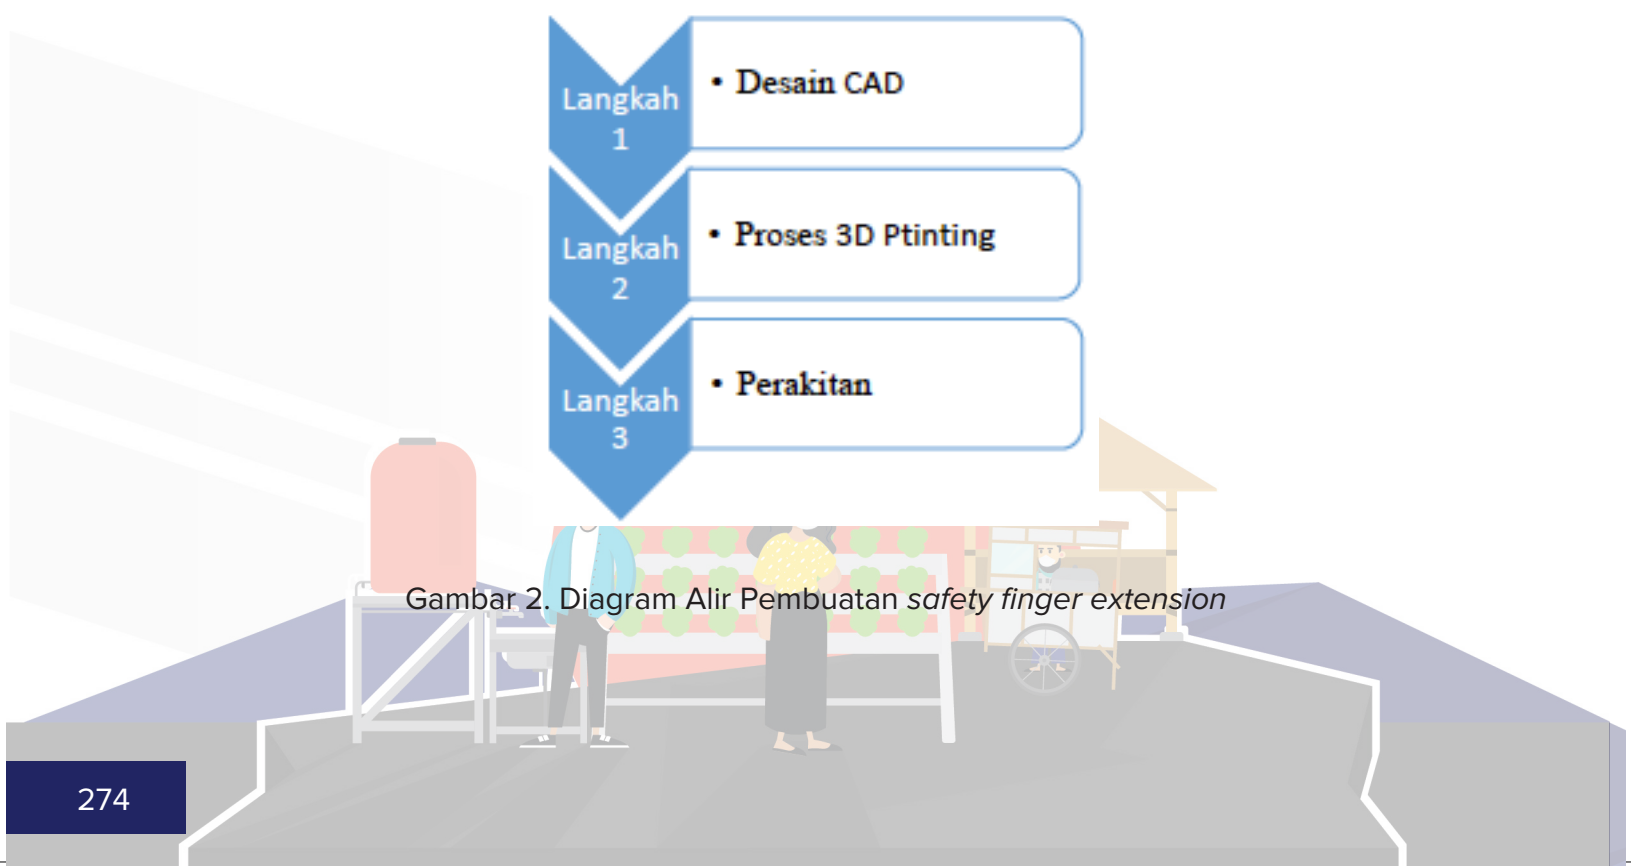 Langkah
1
• Desain CAD
Langkah
2
• Proses 3D Ptinting
Langkah
3
• Perakitan
Gambar 2. Diagram Alir Pembuatan safety finger extension
274